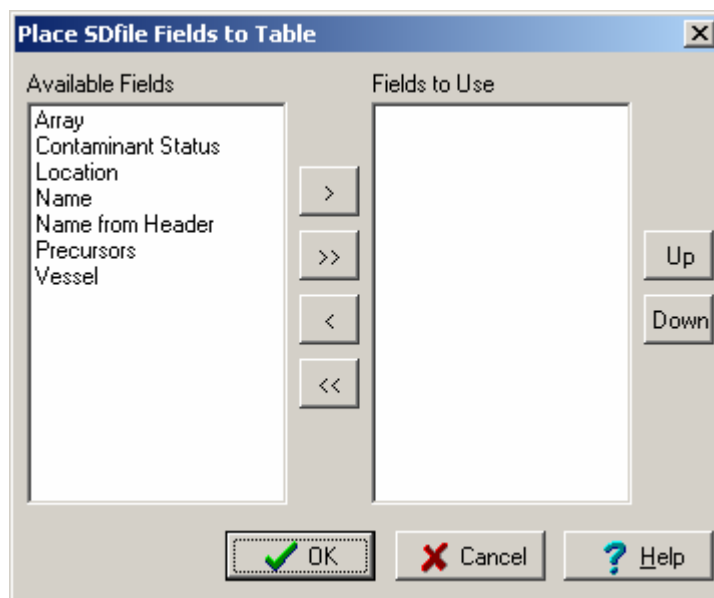 Place SDfile Fields to Table
Available Fields
Fields to Use
Array
Contaminant Status
Location
Name
Name from Header
Precursors
Vessel
>
>>
<
<<
Up
Down
OK
Cancel
? Help